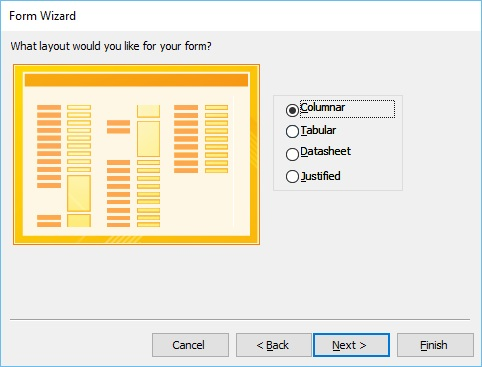 Form Wizard
What layout would you like for your form?
Columnar
Tabular
Datasheet
Justified
Cancel
< Back
Next >
Finish